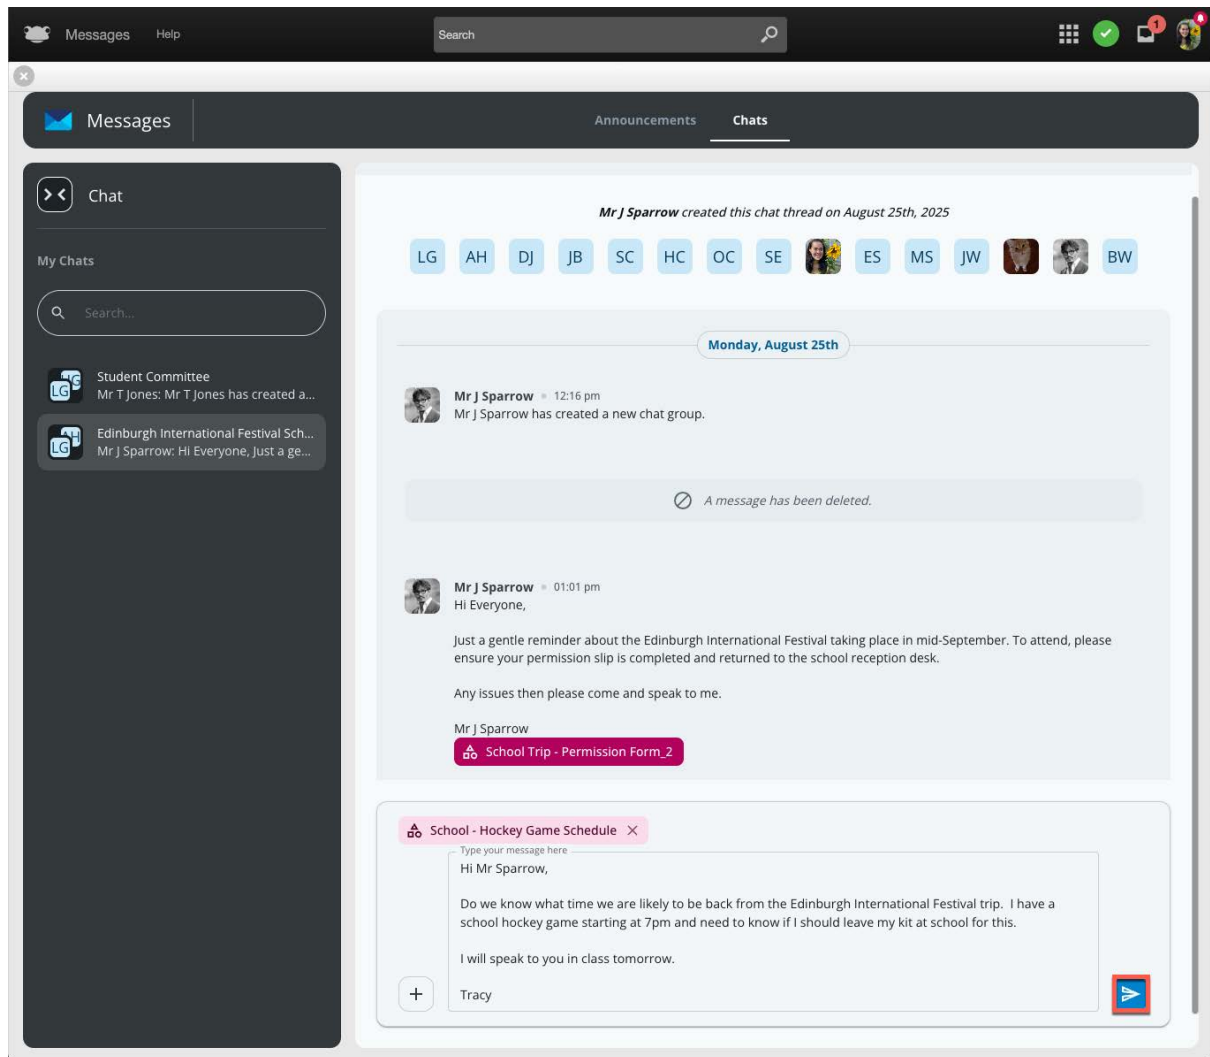 Messages Help
Search
1
Messages
Announcements
Chats
Chat
My Chats
Search...
Student Committee
Mr T Jones: Mr T Jones has created a...
Edinburgh International Festival Sch...
Mr J Sparrow: Hi Everyone, Just a ge...
LG
LG
Mr J Sparrow created this chat thread on August 25th, 2025
LG AH DJ JB SC HC OC SE ES MS JW BW
Monday, August 25th
Mr J Sparrow 12:16 pm
Mr J Sparrow has created a new chat group.
A message has been deleted.
Mr J Sparrow 01:01 pm
Hi Everyone,
Just a gentle reminder about the Edinburgh International Festival taking place in mid-September. To attend, please
ensure your permission slip is completed and returned to the school reception desk.
Any issues then please come and speak to me.
Mr J Sparrow
School Trip - Permission Form_2
School - Hockey Game Schedule
Type your message here
Hi Mr Sparrow,
Do we know what time we are likely to be back from the Edinburgh International Festival trip. I have a
school hockey game starting at 7pm and need to know if I should leave my kit at school for this.
I will speak to you in class tomorrow.
Tracy